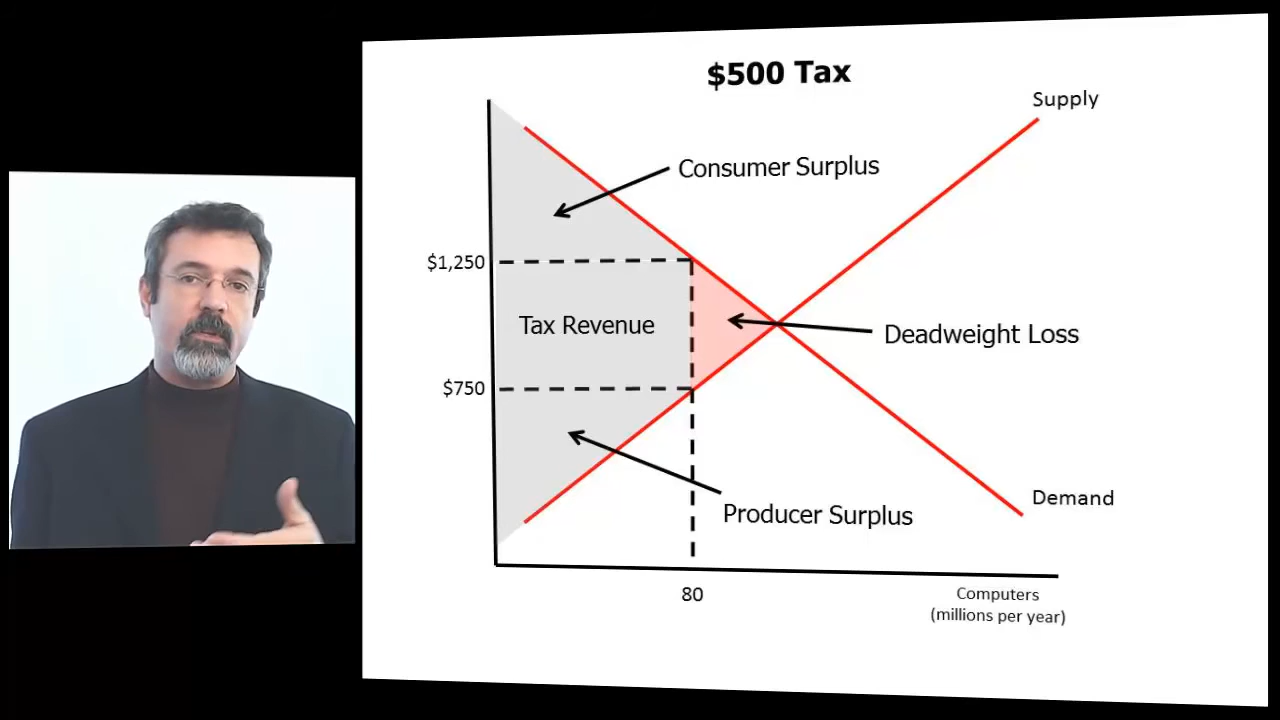 $500 Tax
Supply
Consumer Surplus
$1,250
Tax Revenue
Deadweight Loss
$750
Demand
Producer Surplus
80
Computers
(millions per year)